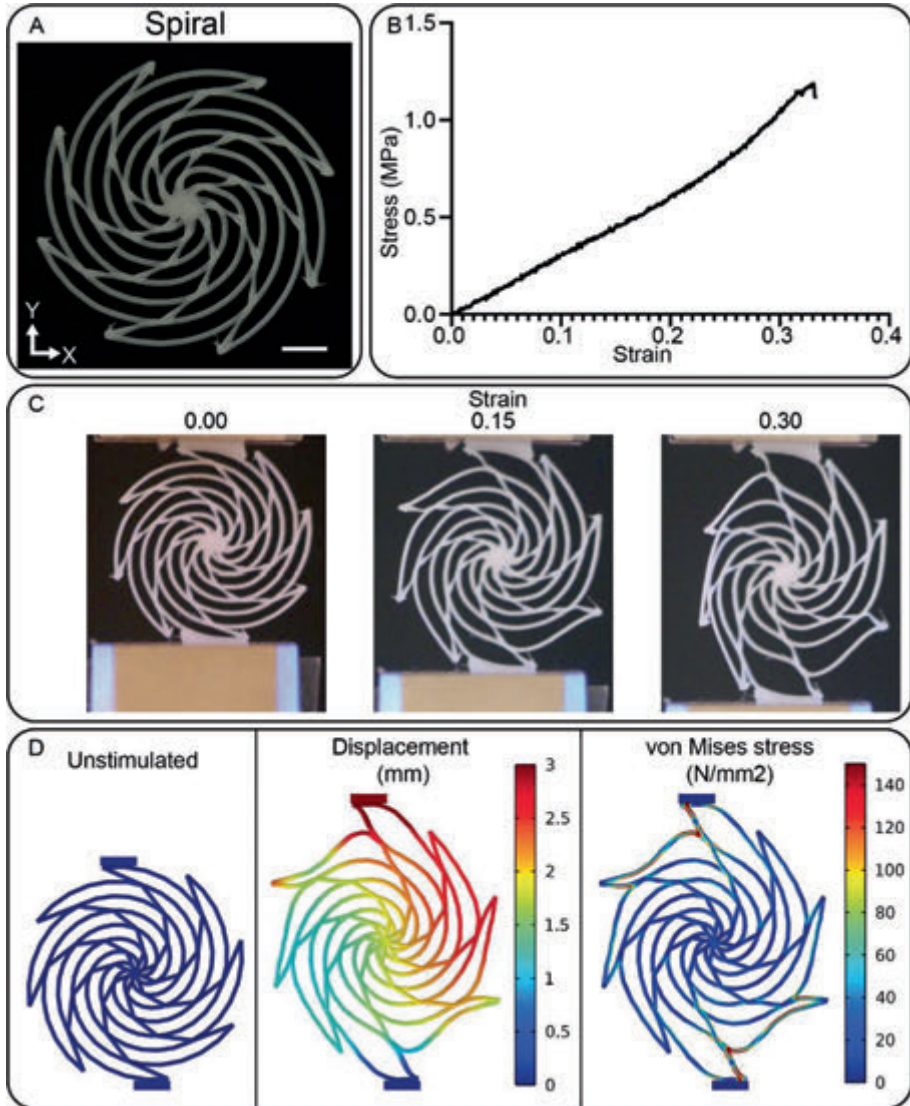 A
Spiral
Y
X
B
Stress (MPa)
1.5
1.0
0.5
0.0
0.0 0.1 0.2 0.3 0.4
Strain
C
Strain
0.00 0.15 0.30
D
Unstimulated
Displacement
(mm)
3
2.5
2
1.5
1
0.5
0
von Mises stress
(N/mm2)
140
120
100
80
60
40
20
0